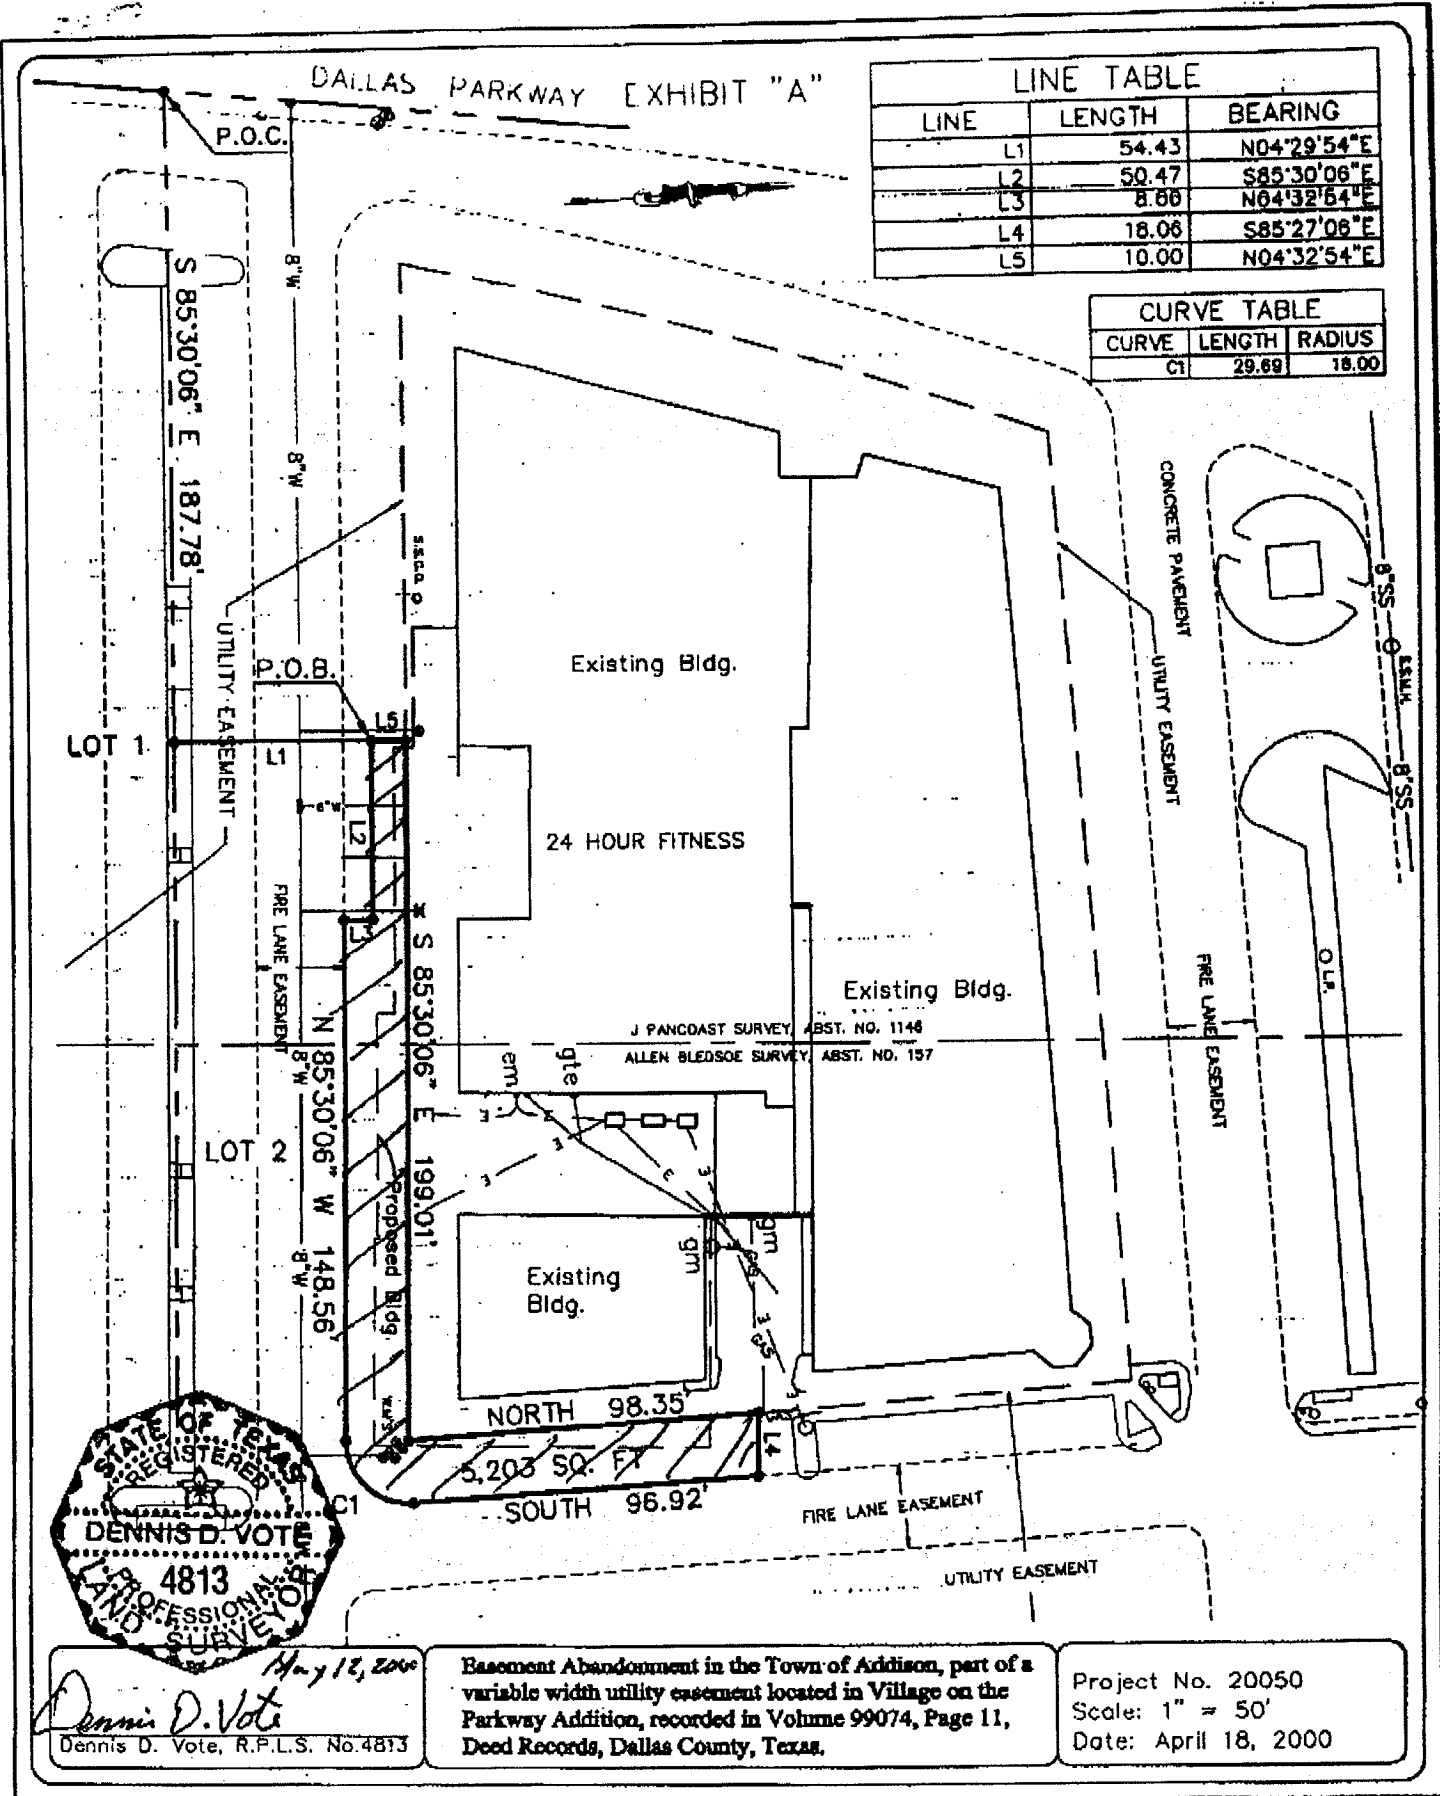 DALLAS PARKWAY EXHIBIT "A"
P.O.C.
LINE TABLE
LINE LENGTH BEARING
L1 54.43 N04°29'54"E
L2 50.47 S85°30'06"E
L3 8.00 N04°32'54"E
L4 18.06 S85°27'06"E
L5 10.00 N04°32'54"E
CURVE TABLE
CURVE LENGTH RADIUS
C1 29.69 18.00
S 85°30'06" E 187.78'
8"W
8"W
S.S.C.O.
CONCRETE PAVEMENT
8"SS
S.S.M.H.
8"SS
UTILITY EASEMENT
UTILITY EASEMENT
P.O.B.
Existing Bldg.
L5
LOT 1
L1
6"W
L2
24 HOUR FITNESS
FIRE LANE EASEMENT
L3
S 85°30'06" E 199.01'
Existing Bldg.
FIRE LANE EASEMENT
O L.P.
J PANCOAST SURVEY, ABST. NO. 1146
ALLEN BLEDSOE SURVEY, ABST. NO. 157
em
gte
8"W
N 85°30'06" W 148.56'
LOT 2
E
E
E
E
E
E
Proposed Bldg.
8"W
gm
gm
E
GAS
E
GAS
Existing
Bldg.
NORTH 98.35'
L4
5,203 SQ. FT
SOUTH 96.92'
C1
FIRE LANE EASEMENT
UTILITY EASEMENT
STATE OF TEXAS
REGISTERED
DENNIS D. VOTE
4813
PROFESSIONAL
LAND SURVEYOR
May 12, 2000
Dennis D. Vote
Dennis D. Vote, R.P.L.S. No.4813
Easement Abandonment in the Town of Addison, part of a
variable width utility easement located in Village on the
Parkway Addition, recorded in Volume 99074, Page 11,
Deed Records, Dallas County, Texas.
Project No. 20050
Scale: 1" = 50'
Date: April 18, 2000